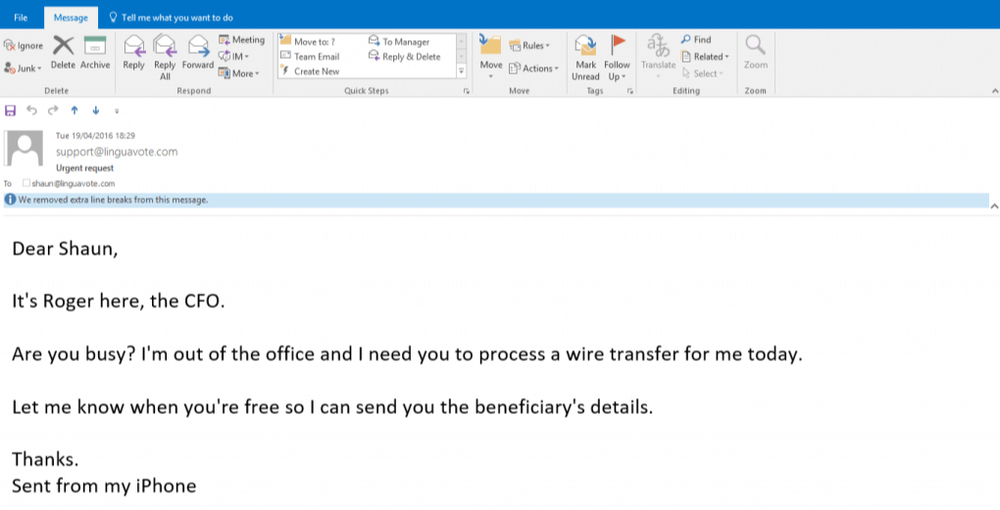 File Message Tell me what you want to do
Ignore Meeting Move to: ? To Manager Rules Find
Junk Delete Archive Reply Reply All Forward IM Team Email Reply & Delete Move Actions Mark Unread Follow Up Translate Related Zoom
More Create New Select
Delete Respond Quick Steps Move Tags Editing Zoom
Tue 19/04/2016 18:29
support@linguavote.com
Urgent request
To shaun@linguavote.com
We removed extra line breaks from this message.
Dear Shaun,
It's Roger here, the CFO.
Are you busy? I'm out of the office and I need you to process a wire transfer for me today.
Let me know when you're free so I can send you the beneficiary's details.
Thanks.
Sent from my iPhone